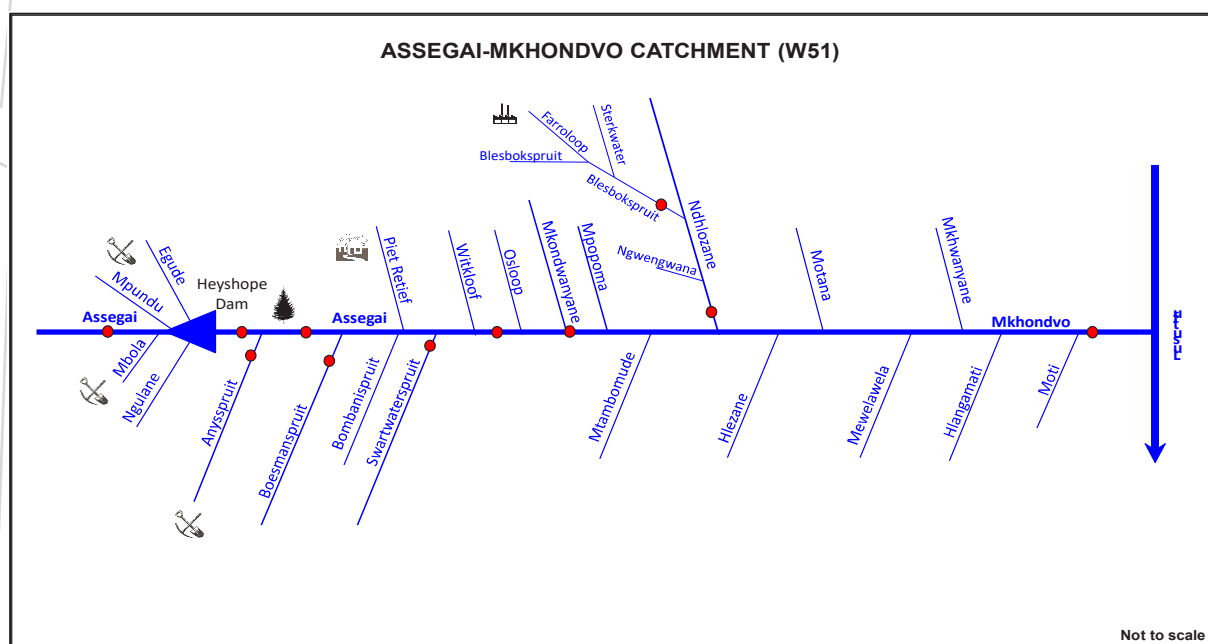 ASSEGAI-MKHONDVO CATCHMENT (W51)
Farroloop
Sterkwater
Blesbokspruit
Blesbokspruit
Ndhlozane
Ngwengwana
Egude
Mpundu
Heyshope
Dam
Piet Retief
Witkloof
Osloop
Mkondwanyane
Mpopoma
Motana
Mkhwanyane
Assegai
Assegai
Mkhondvo
Mbola
Ngulane
Anysspruit
Boesmanspruit
Bombanispruit
Swartwaterspruit
Mtambomude
Hlezane
Mewelawela
Hlangamati
Moti
Not to scale